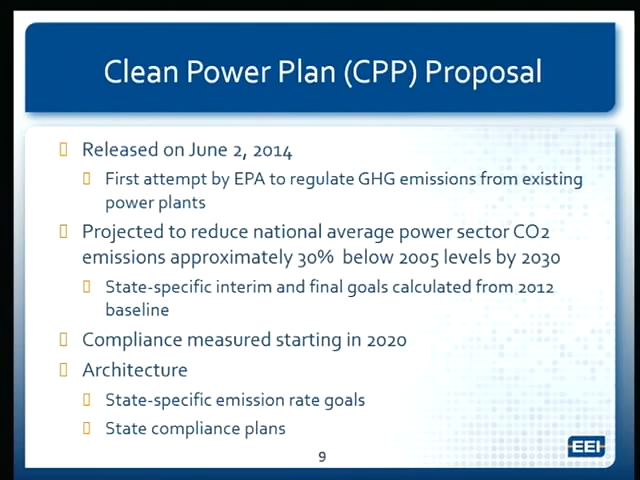 Clean Power Plan (CPP) Proposal
Released on June 2, 2014
First attempt by EPA to regulate GHG emissions from existing
power plants
Projected to reduce national average power sector CO2
emissions approximately 30% below 2005 levels by 2030
State-specific interim and final goals calculated from 2012
baseline
Compliance measured starting in 2020
Architecture
State-specific emission rate goals
State compliance plans
EEI
9